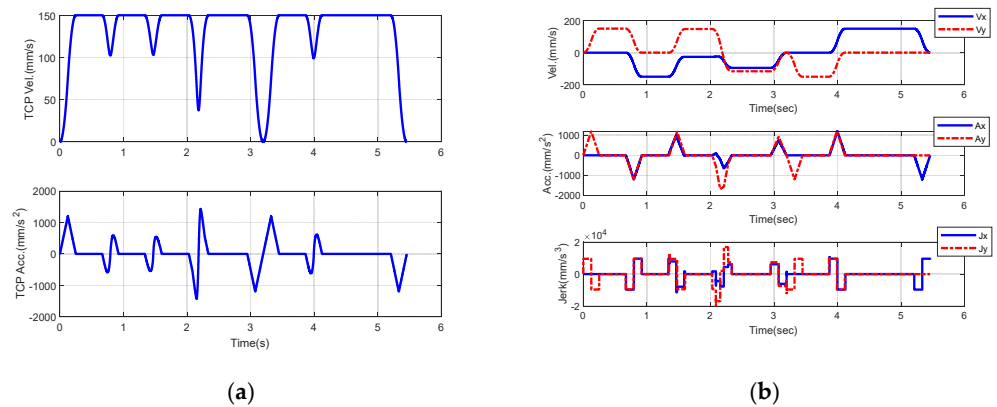 150
100
50
0
TCP Vel.(mm/s)
0 1 2 3 4 5 6
2000
1000
0
-1000
-2000
TCP Acc.(mm/s²)
0 1 2 3 4 5 6
Time(s)
(a)
200
0
-200
Vel.(mm/s)
Vx
Vy
0 1 2 3 4 5 6
Time(sec)
1000
0
-1000
-2000
Acc.(mm/s²)
Ax
Ay
0 1 2 3 4 5 6
Time(sec)
×10⁴
2
0
-2
Jerk(mm/s³)
Jx
Jy
0 1 2 3 4 5 6
Time(sec)
(b)